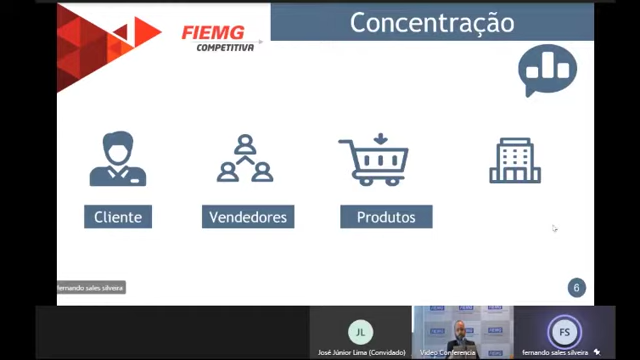 FIEMG
COMPETITIVA
Concentração
Cliente
Vendedores
Produtos
fernando sales silveira
6
JL
FS
José Júnior Lima (Convidado)
Vídeo Conferencia
fernando sales silveira